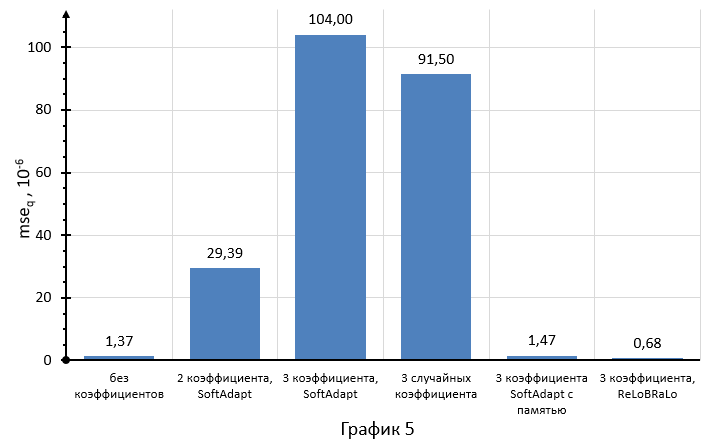 mse_q , 10^-6
100
80
60
40
20
0
1,37
29,39
104,00
91,50
1,47
0,68
без
коэффициентов
2 коэффициента,
SoftAdapt
3 коэффициента,
SoftAdapt
3 случайных
коэффициента
3 коэффициента
SoftAdapt с
памятью
3 коэффициента,
ReLoBRaLo
График 5